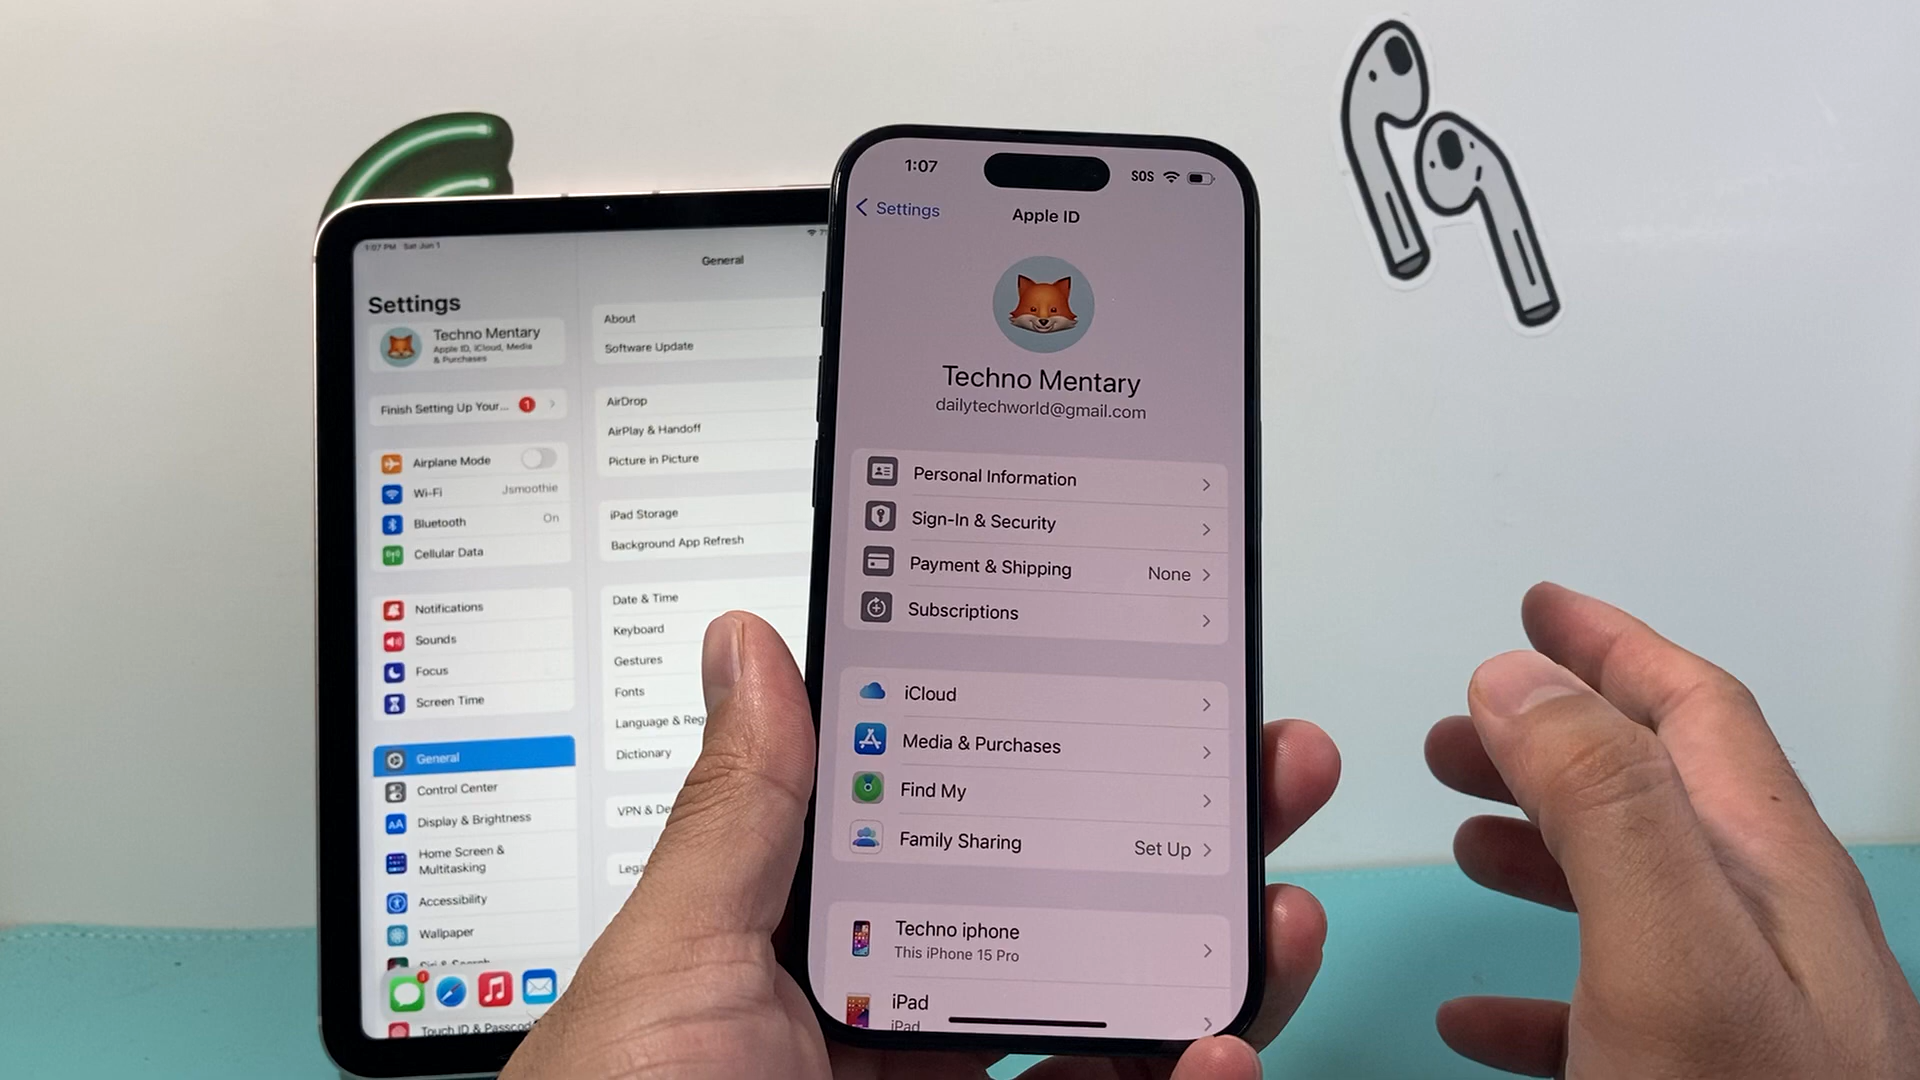 1:07 PM Sat Jun 1
Settings
Techno Mentary
Apple ID, iCloud, Media
& Purchases
Finish Setting Up Your... 1
Airplane Mode
Wi-Fi Jsmoothie
Bluetooth On
Cellular Data
Notifications
Sounds
Focus
Screen Time
General
Control Center
Display & Brightness
Home Screen &
Multitasking
Accessibility
Wallpaper
Touch ID & Passcod
General
About
Software Update
AirDrop
AirPlay & Handoff
Picture in Picture
iPad Storage
Background App Refresh
Date & Time
Keyboard
Gestures
Fonts
Language & Reg
Dictionary
VPN & De
Lega
1:07 SOS
Settings Apple ID
Techno Mentary
dailytechworld@gmail.com
Personal Information
Sign-In & Security
Payment & Shipping None
Subscriptions
iCloud
Media & Purchases
Find My
Family Sharing Set Up
Techno iphone
This iPhone 15 Pro
iPad
iPad